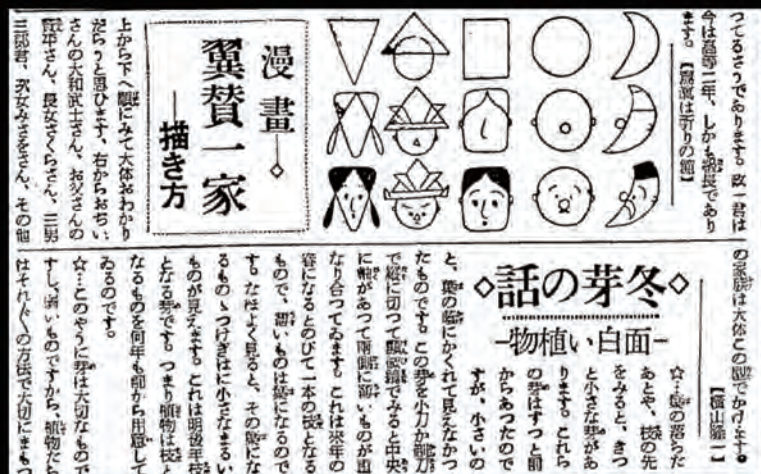 つてるさうであります。政一君は
今は高等二年、しかも級長であり
ます。
漫畫
翼賛一家
描き方
上から下へ順にみて大体おわかり
だらうと思ひます、右からおぢい
さんの大和武士さん、お父さんの
賛平さん、長女さくらさん、三男
三郎君、次女みさをさん、その他
の家族は大体この順でかけます。
【横山隆一】
冬芽の話
面白い植物
☆…葉の落ちた
あとや、枝の先
をみると、きつ
と小さな芽があ
ります。これら
の芽はずつと前
からあつたので
すが、小さいの
と、葉の蔭にかくれて見えなかつ
たものです。この芽を小刀か剃刀
で縦に切つて顕微鏡でみると中央
に軸があつて両側に薄いものが重
なり合つてゐます。これは来年の
春になるとのびて一本の枝となる
もので、薄いものは葉になるので
す。なほよく見ると、その葉にな
るものゝつけぎはに小さなまるい
ものが見えます。これは明後年枝
となる芽です。つまり植物は枝と
なるものを何年も前から用意して
ゐるのです。
☆…このやうに芽は大切なもので
すし、弱いものですから、植物たち
はそれ／″＼の方法で大切にまもつ